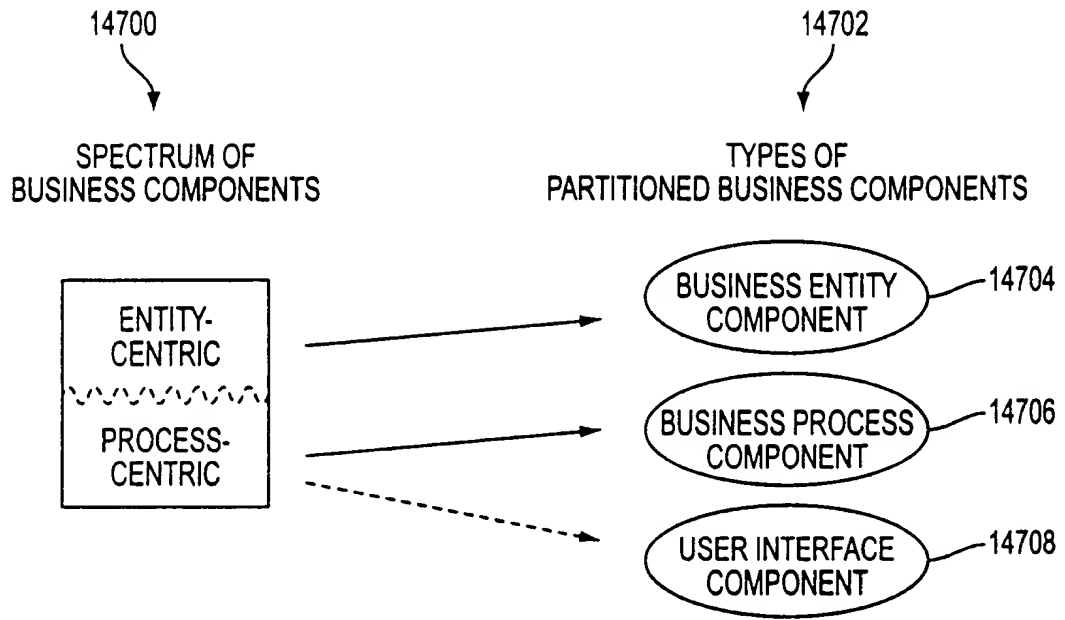 14700
14702
SPECTRUM OF
BUSINESS COMPONENTS
TYPES OF
PARTITIONED BUSINESS COMPONENTS
ENTITY-
CENTRIC
PROCESS-
CENTRIC
BUSINESS ENTITY
COMPONENT
14704
BUSINESS PROCESS
COMPONENT
14706
USER INTERFACE
COMPONENT
14708